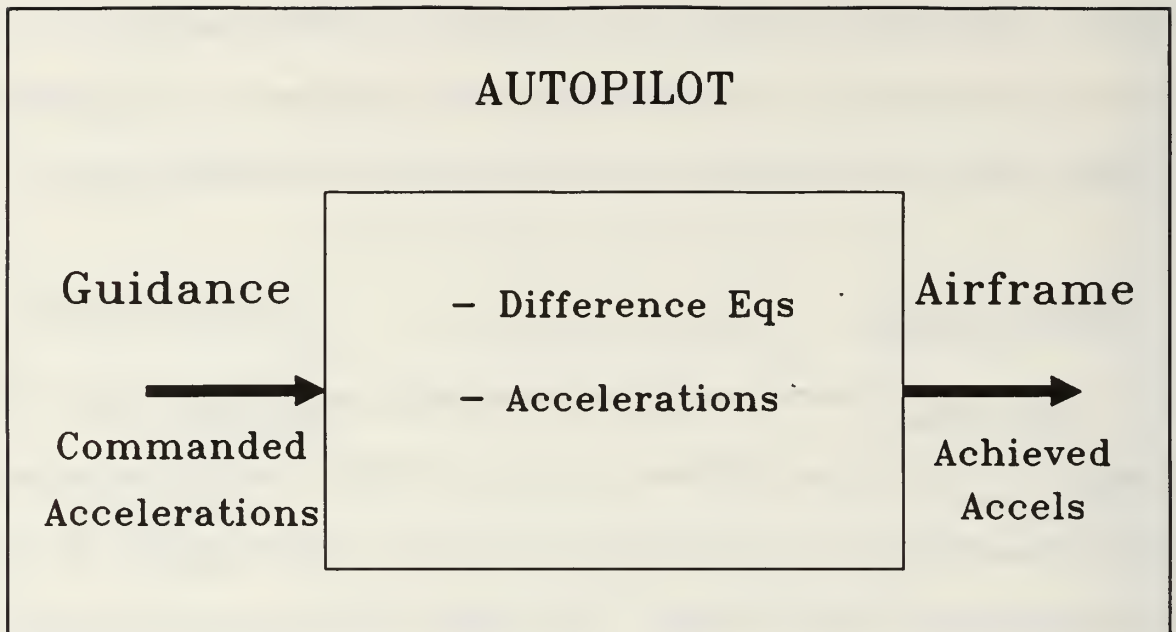 AUTOPILOT
Guidance
Commanded
Accelerations
– Difference Eqs
– Accelerations
Airframe
Achieved
Accels